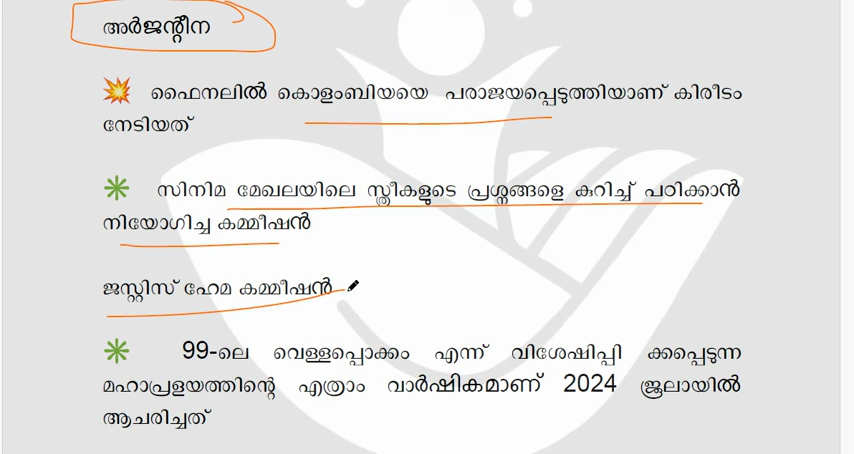 അർജന്റീന
ഫൈനലിൽ കൊളംബിയയെ പരാജയപ്പെടുത്തിയാണ് കിരീടം
നേടിയത്
സിനിമ മേഖലയിലെ സ്ത്രീകളുടെ പ്രശ്നങ്ങളെ കുറിച്ച് പഠിക്കാൻ
നിയോഗിച്ച കമ്മീഷൻ
ജസ്റ്റിസ് ഹേമ കമ്മീഷൻ
99-ലെ വെള്ളപ്പൊക്കം എന്ന് വിശേഷിപ്പി ക്കപ്പെടുന്ന
മഹാപ്രളയത്തിന്റെ എത്രാം വാർഷികമാണ് 2024 ജൂലായിൽ
ആചരിച്ചത്